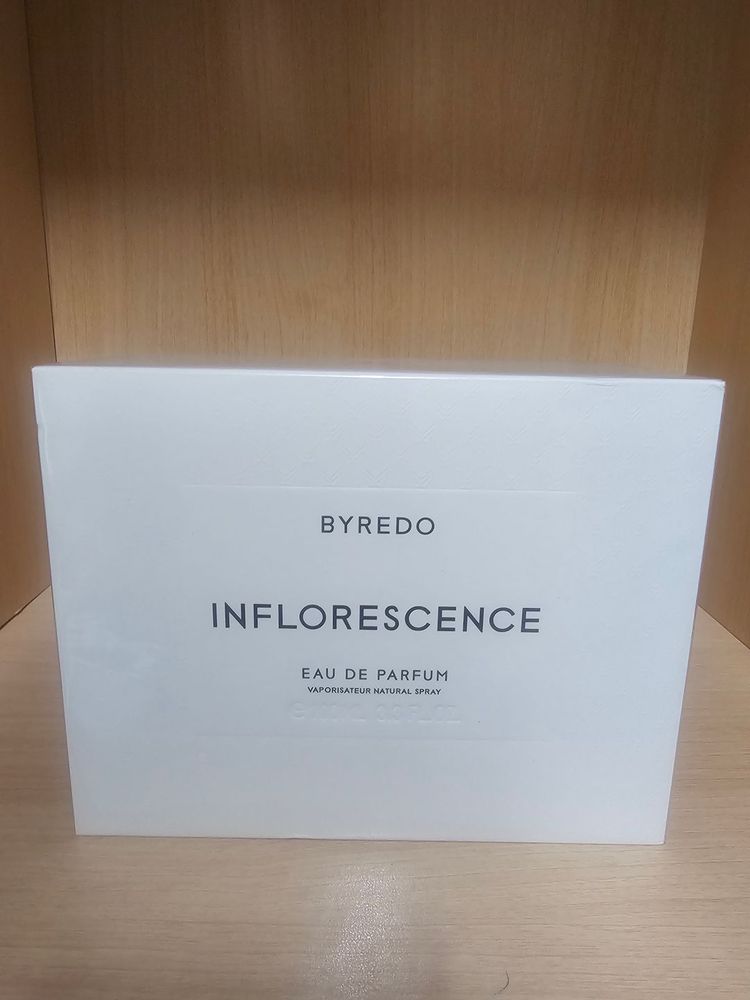 BYREDO
INFLORESCENCE
EAU DE PARFUM
VAPORISATEUR NATURAL SPRAY